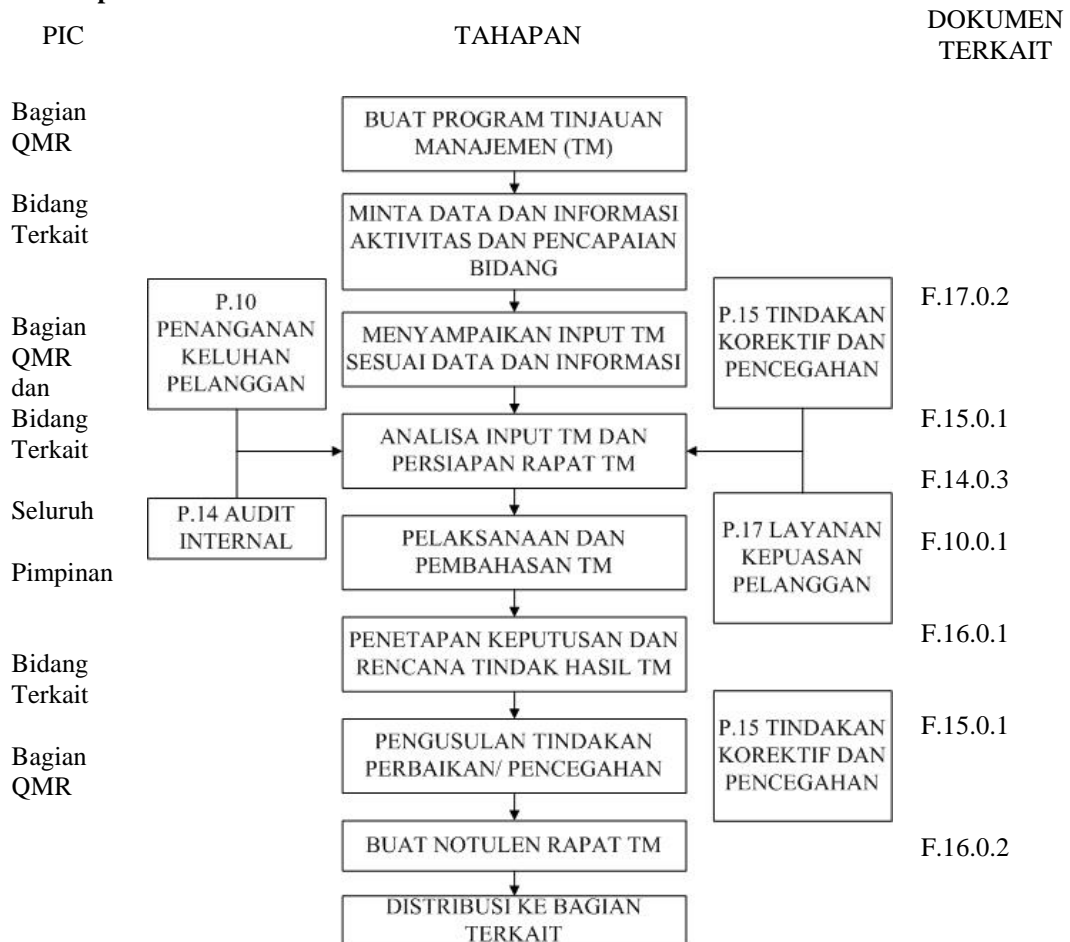 PIC
TAHAPAN
DOKUMEN
TERKAIT
Bagian
QMR
BUAT PROGRAM TINJAUAN
MANAJEMEN (TM)
Bidang
Terkait
MINTA DATA DAN INFORMASI
AKTIVITAS DAN PENCAPAIAN
BIDANG
P.10
PENANGANAN
KELUHAN
PELANGGAN
Bagian
QMR
dan
Bidang
Terkait
MENYAMPAIKAN INPUT TM
SESUAI DATA DAN INFORMASI
P.15 TINDAKAN
KOREKTIF DAN
PENCEGAHAN
F.17.0.2
ANALISA INPUT TM DAN
PERSIAPAN RAPAT TM
F.15.0.1
F.14.0.3
Seluruh
Pimpinan
P.14 AUDIT
INTERNAL
PELAKSANAAN DAN
PEMBAHASAN TM
P.17 LAYANAN
KEPUASAN
PELANGGAN
F.10.0.1
PENETAPAN KEPUTUSAN DAN
RENCANA TINDAK HASIL TM
F.16.0.1
Bidang
Terkait
PENGUSULAN TINDAKAN
PERBAIKAN/ PENCEGAHAN
P.15 TINDAKAN
KOREKTIF DAN
PENCEGAHAN
F.15.0.1
Bagian
QMR
BUAT NOTULEN RAPAT TM
F.16.0.2
DISTRIBUSI KE BAGIAN
TERKAIT